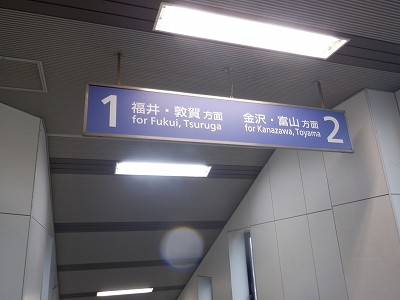 1
福井・敦賀 方面
for Fukui, Tsuruga
金沢・富山 方面
for Kanazawa, Toyama
2